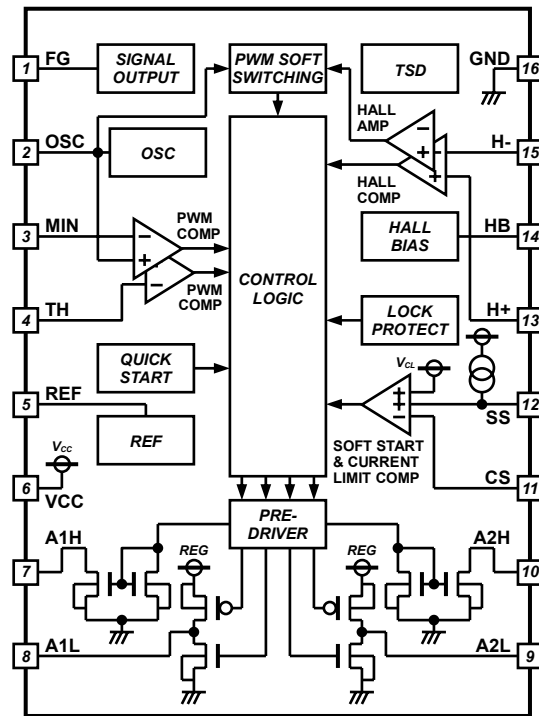 FG
1
SIGNAL
OUTPUT
PWM SOFT
SWITCHING
TSD
GND
16
OSC
2
OSC
HALL
AMP
H-
15
HALL
COMP
MIN
3
PWM
COMP
HALL
BIAS
HB
14
CONTROL
LOGIC
TH
4
PWM
COMP
LOCK
PROTECT
H+
13
QUICK
START
VCL
REF
5
REF
SS
12
SOFT START
& CURRENT
LIMIT COMP
CS
11
VCC
6
VCC
PRE-
DRIVER
A1H
7
REG
REG
A2H
10
A1L
8
A2L
9